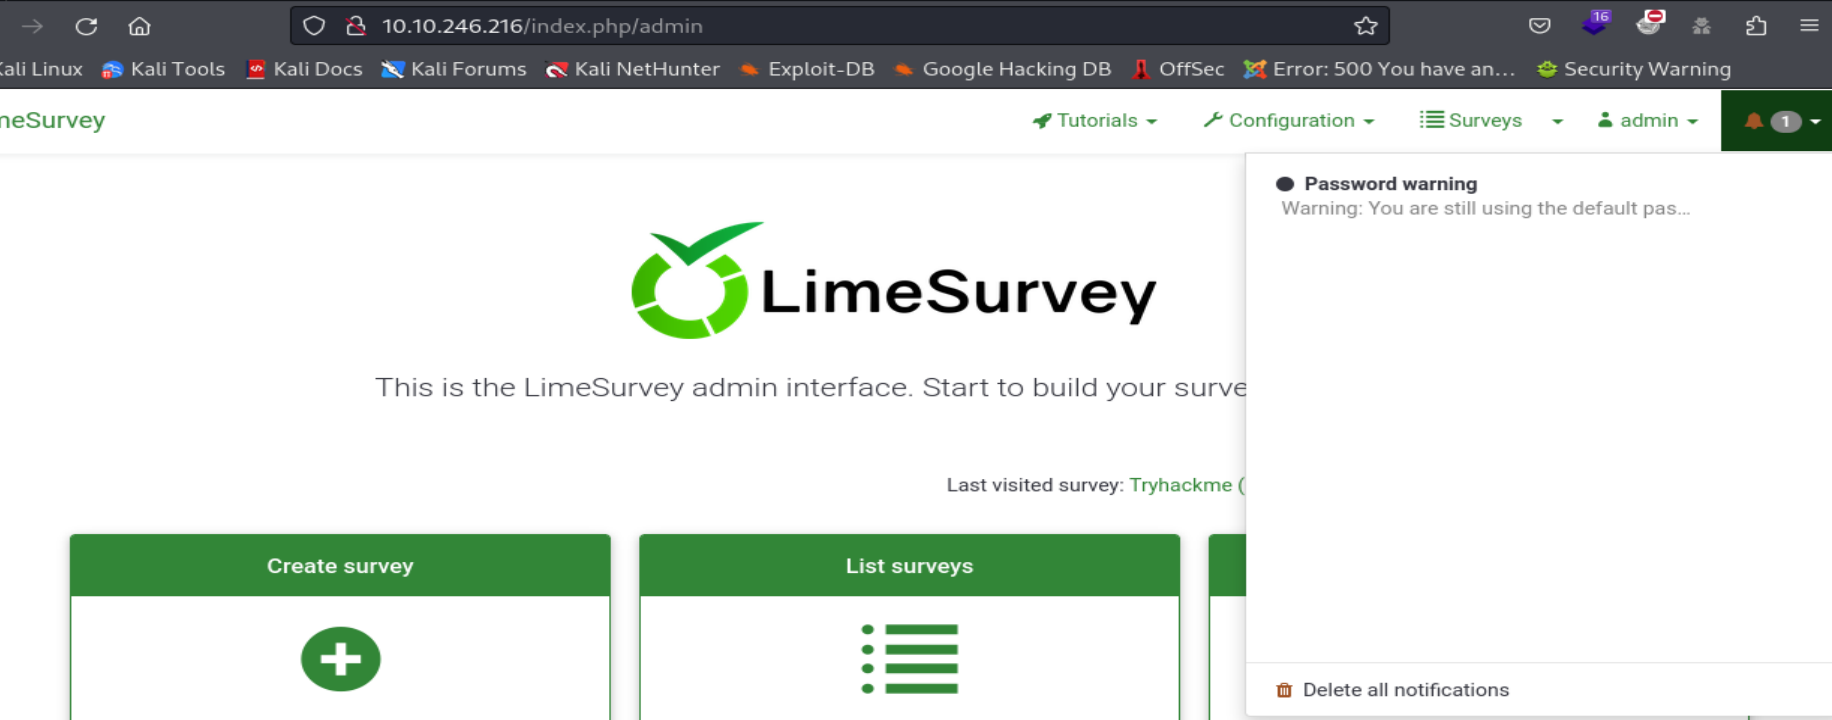 10.10.246.216/index.php/admin
16
Kali Linux Kali Tools Kali Docs Kali Forums Kali NetHunter Exploit-DB Google Hacking DB OffSec Error: 500 You have an... Security Warning
meSurvey Tutorials Configuration Surveys admin 1
Password warning
Warning: You are still using the default pas...
LimeSurvey
This is the LimeSurvey admin interface. Start to build your surve
Last visited survey: Tryhackme (
Create survey
List surveys
Delete all notifications